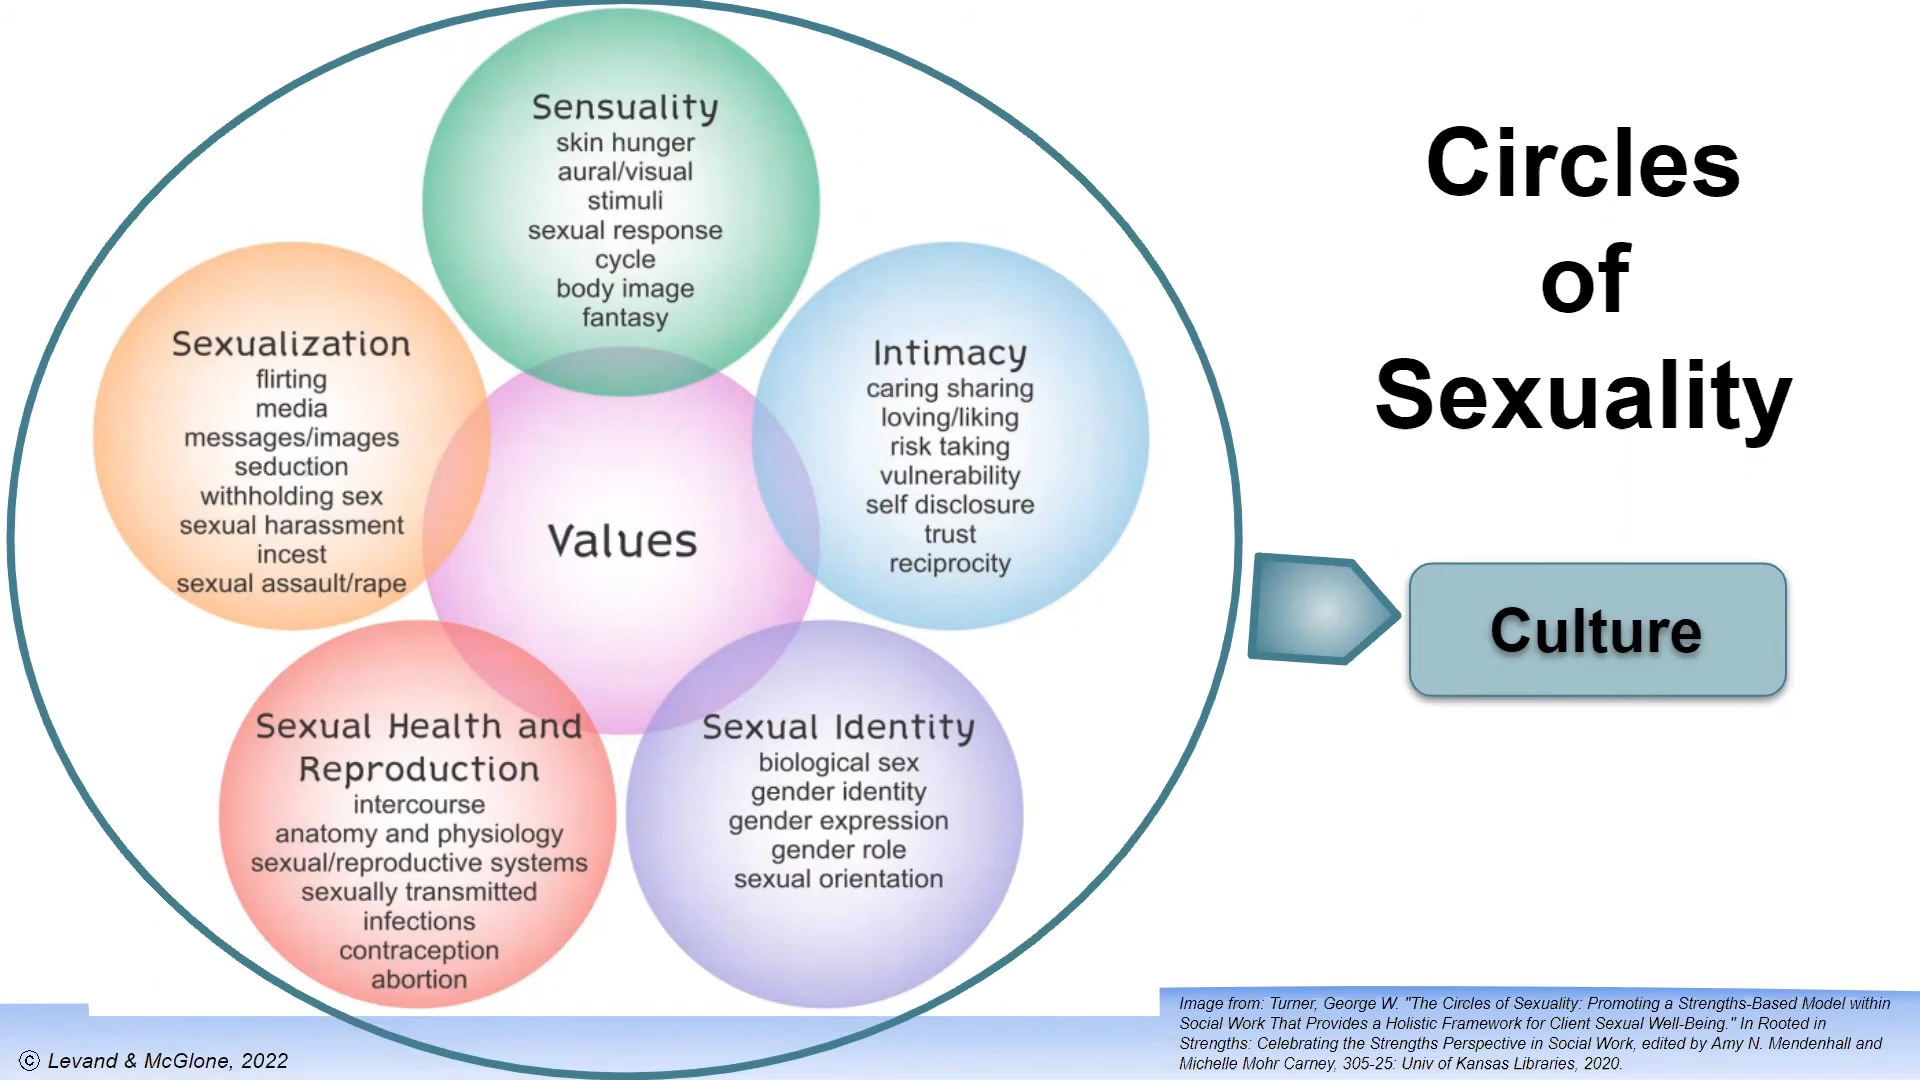 Circles
of
Sexuality
Sensuality
skin hunger
aural/visual
stimuli
sexual response
cycle
body image
fantasy
Sexualization
flirting
media
messages/images
seduction
withholding sex
sexual harassment
incest
sexual assault/rape
Intimacy
caring sharing
loving/liking
risk taking
vulnerability
self disclosure
trust
reciprocity
Values
Culture
Sexual Health and
Reproduction
intercourse
anatomy and physiology
sexual/reproductive systems
sexually transmitted
infections
contraception
abortion
Sexual Identity
biological sex
gender identity
gender expression
gender role
sexual orientation
Image from: Turner, George W. "The Circles of Sexuality: Promoting a Strengths-Based Model within
Social Work That Provides a Holistic Framework for Client Sexual Well-Being." In Rooted in
Strengths: Celebrating the Strengths Perspective in Social Work, edited by Amy N. Mendenhall and
Michelle Mohr Carney, 305-25: Univ of Kansas Libraries, 2020.
© Levand & McGlone, 2022